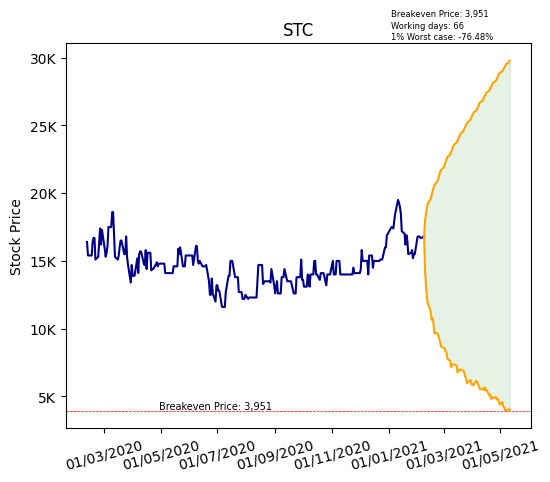 Breakeven Price: 3,951
Working days: 66
1% Worst case: -76.48%
STC
Stock Price
30K
25K
20K
15K
10K
5K
Breakeven Price: 3,951
01/03/2020
01/05/2020
01/07/2020
01/09/2020
01/11/2020
01/01/2021
01/03/2021
01/05/2021